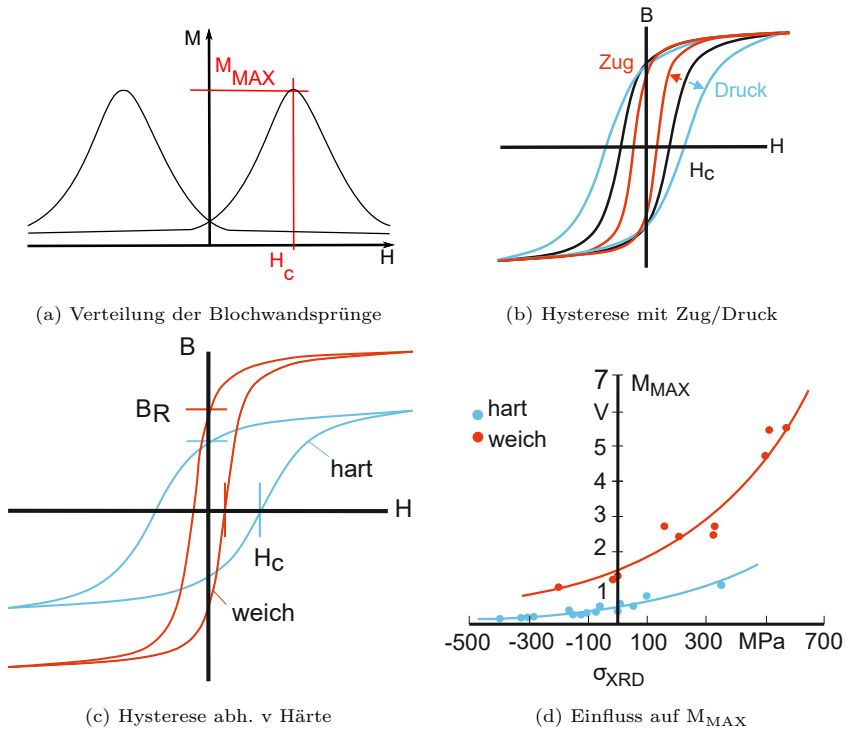 M
M_MAX
H_c
H
(a) Verteilung der Blochwandsprünge
B
Zug
Druck
H
H_c
(b) Hysterese mit Zug/Druck
B
B_R
hart
H
H_c
weich
(c) Hysterese abh. v Härte
7
M_MAX
V
hart
weich
5
4
3
2
1
-500 -300 -100 100 300 MPa 700
σ_XRD
(d) Einfluss auf M_MAX